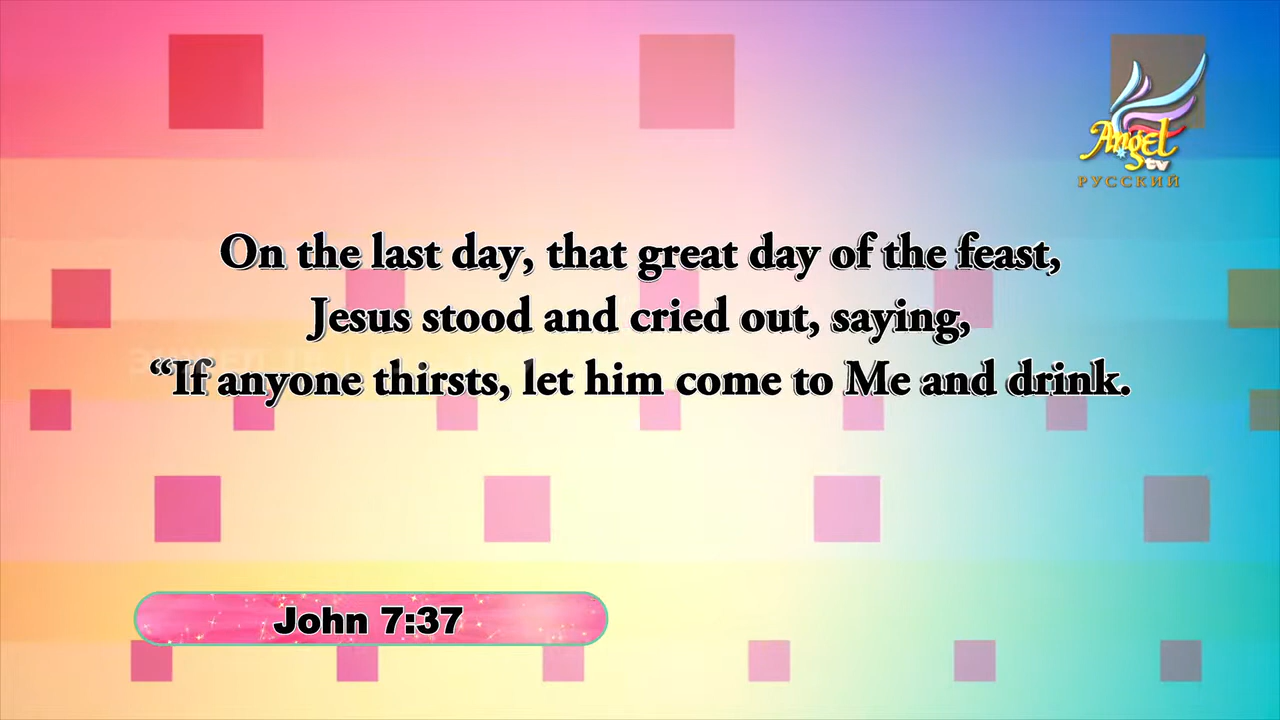 Angel
tv
РУССКИЙ
On the last day, that great day of the feast,
Jesus stood and cried out, saying,
“If anyone thirsts, let him come to Me and drink.
John 7:37